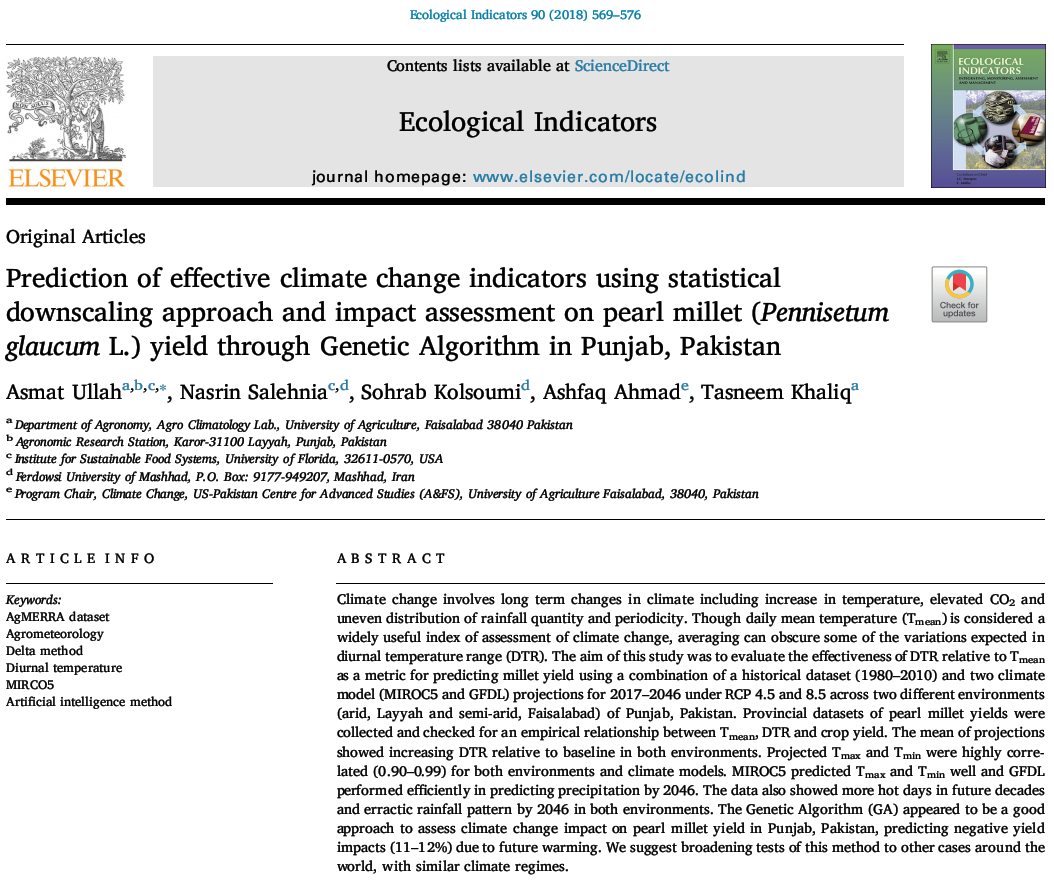 Ecological Indicators 90 (2018) 569–576
Contents lists available at ScienceDirect
Ecological Indicators
journal homepage: www.elsevier.com/locate/ecolind
ELSEVIER
ECOLOGICAL
INDICATORS
Original Articles
Prediction of effective climate change indicators using statistical
downscaling approach and impact assessment on pearl millet (Pennisetum
glaucum L.) yield through Genetic Algorithm in Punjab, Pakistan
Check for
updates
Asmat Ullah^a,b,c,*, Nasrin Salehnia^c,d, Sohrab Kolsoumi^d, Ashfaq Ahmad^e, Tasneem Khaliq^a
^a Department of Agronomy, Agro Climatology Lab., University of Agriculture, Faisalabad 38040 Pakistan
^b Agronomic Research Station, Karor-31100 Layyah, Punjab, Pakistan
^c Institute for Sustainable Food Systems, University of Florida, 32611-0570, USA
^d Ferdowsi University of Mashhad, P.O. Box: 9177-949207, Mashhad, Iran
^e Program Chair, Climate Change, US-Pakistan Centre for Advanced Studies (A&FS), University of Agriculture Faisalabad, 38040, Pakistan
ARTICLE INFO
Keywords:
AgMERRA dataset
Agrometeorology
Delta method
Diurnal temperature
MIRCO5
Artificial intelligence method
ABSTRACT
Climate change involves long term changes in climate including increase in temperature, elevated CO₂ and
uneven distribution of rainfall quantity and periodicity. Though daily mean temperature (Tmean) is considered a
widely useful index of assessment of climate change, averaging can obscure some of the variations expected in
diurnal temperature range (DTR). The aim of this study was to evaluate the effectiveness of DTR relative to Tmean
as a metric for predicting millet yield using a combination of a historical dataset (1980–2010) and two climate
model (MIROC5 and GFDL) projections for 2017–2046 under RCP 4.5 and 8.5 across two different environments
(arid, Layyah and semi-arid, Faisalabad) of Punjab, Pakistan. Provincial datasets of pearl millet yields were
collected and checked for an empirical relationship between Tmean, DTR and crop yield. The mean of projections
showed increasing DTR relative to baseline in both environments. Projected Tmax and Tmin were highly corre-
lated (0.90–0.99) for both environments and climate models. MIROC5 predicted Tmax and Tmin well and GFDL
performed efficiently in predicting precipitation by 2046. The data also showed more hot days in future decades
and erractic rainfall pattern by 2046 in both environments. The Genetic Algorithm (GA) appeared to be a good
approach to assess climate change impact on pearl millet yield in Punjab, Pakistan, predicting negative yield
impacts (11–12%) due to future warming. We suggest broadening tests of this method to other cases around the
world, with similar climate regimes.